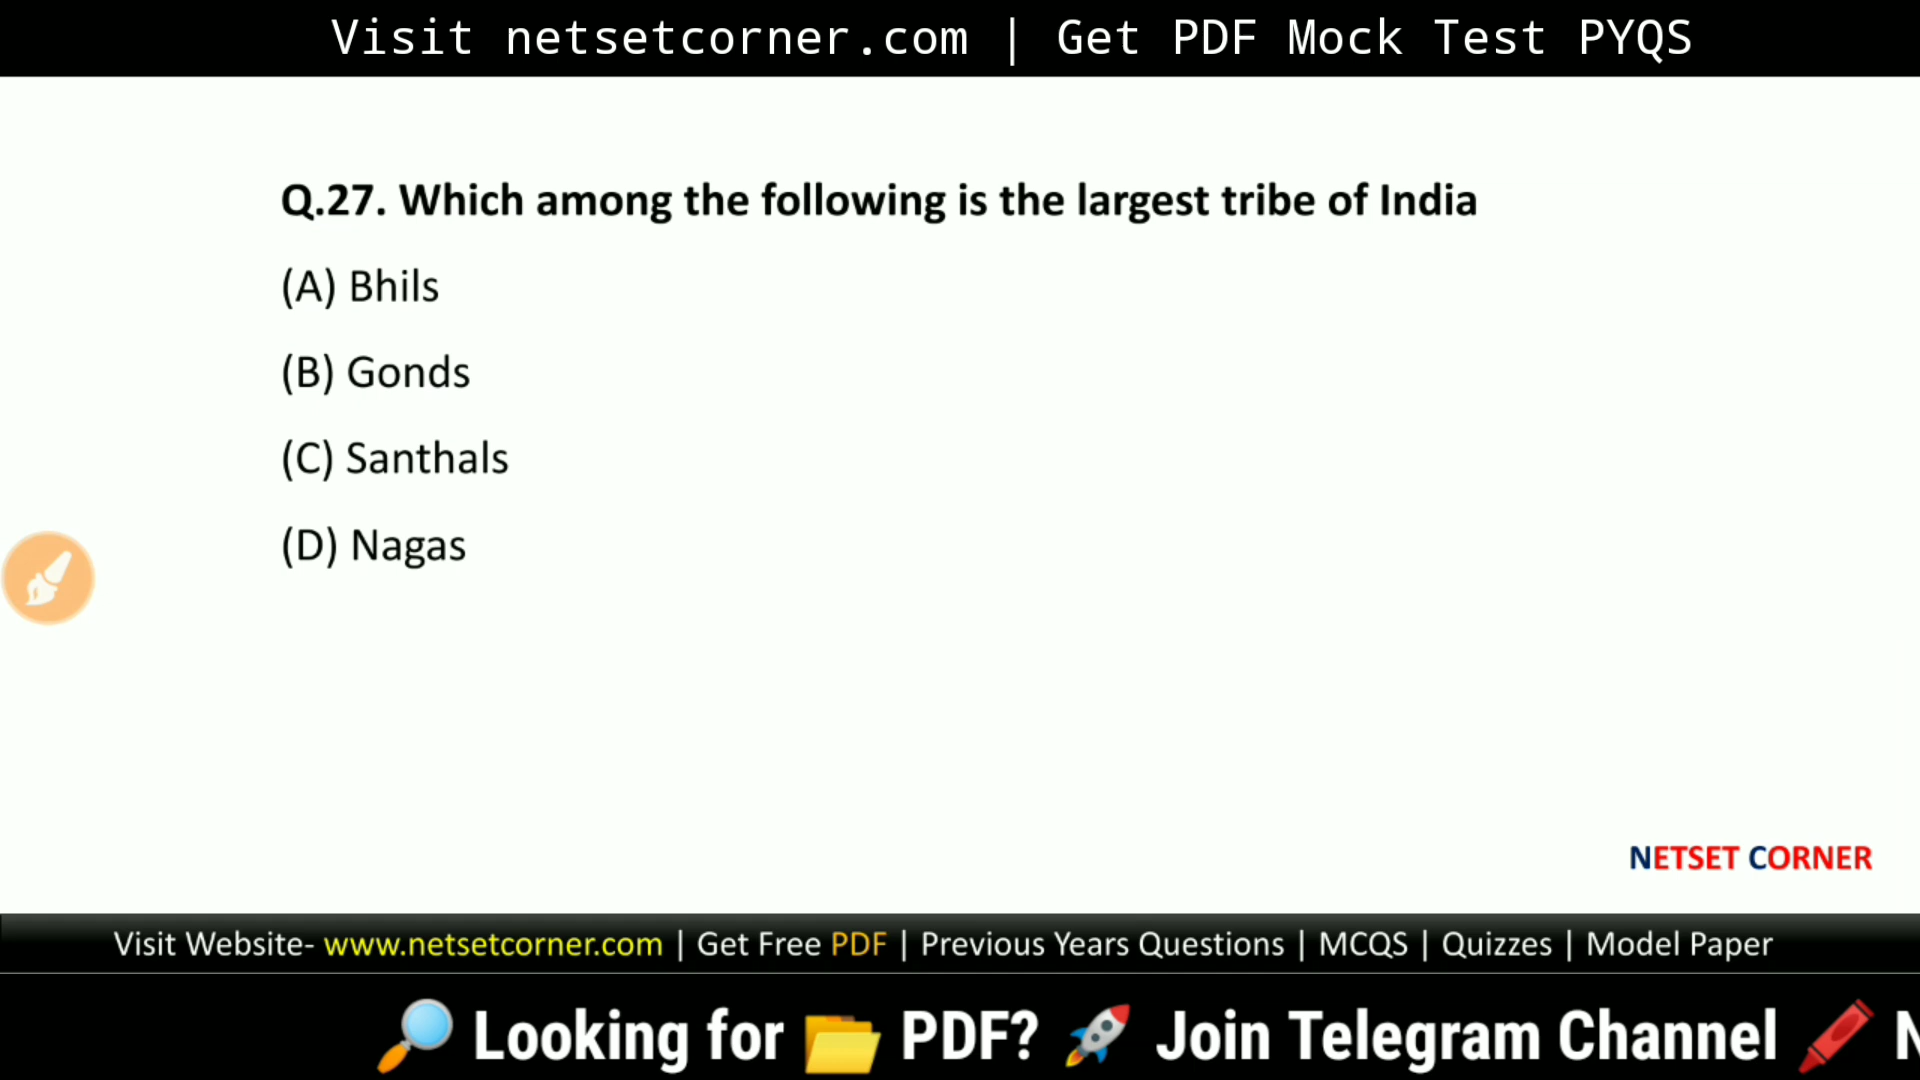 Visit netsetcorner.com | Get PDF Mock Test PYQS
Q.27. Which among the following is the largest tribe of India
(A) Bhils
(B) Gonds
(C) Santhals
(D) Nagas
NETSET CORNER
Visit Website- www.netsetcorner.com | Get Free PDF | Previous Years Questions | MCQS | Quizzes | Model Paper
Looking for PDF? Join Telegram Channel